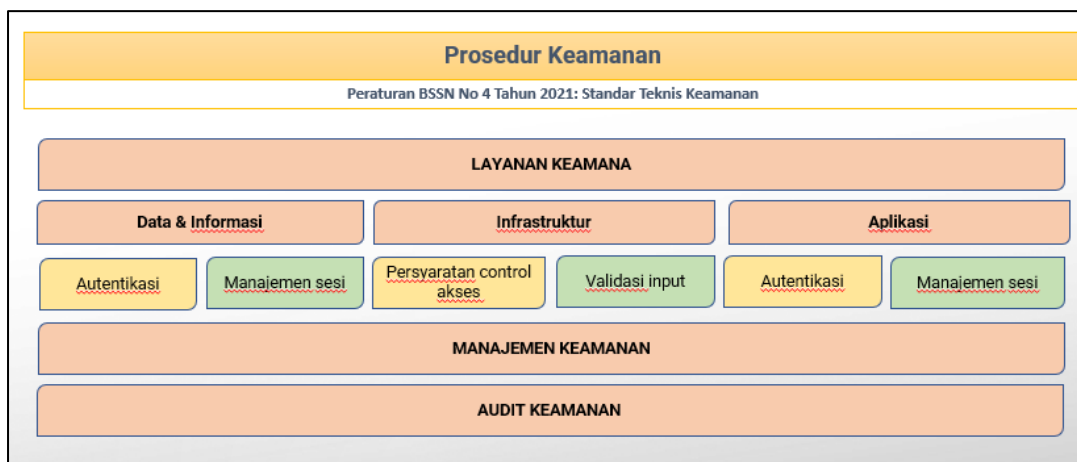 Prosedur Keamanan
Peraturan BSSN No 4 Tahun 2021: Standar Teknis Keamanan
LAYANAN KEAMANA
Data & Informasi
Infrastruktur
Aplikasi
Autentikasi
Manajemen sesi
Persyaratan control
akses
Validasi input
Autentikasi
Manajemen sesi
MANAJEMEN KEAMANAN
AUDIT KEAMANAN